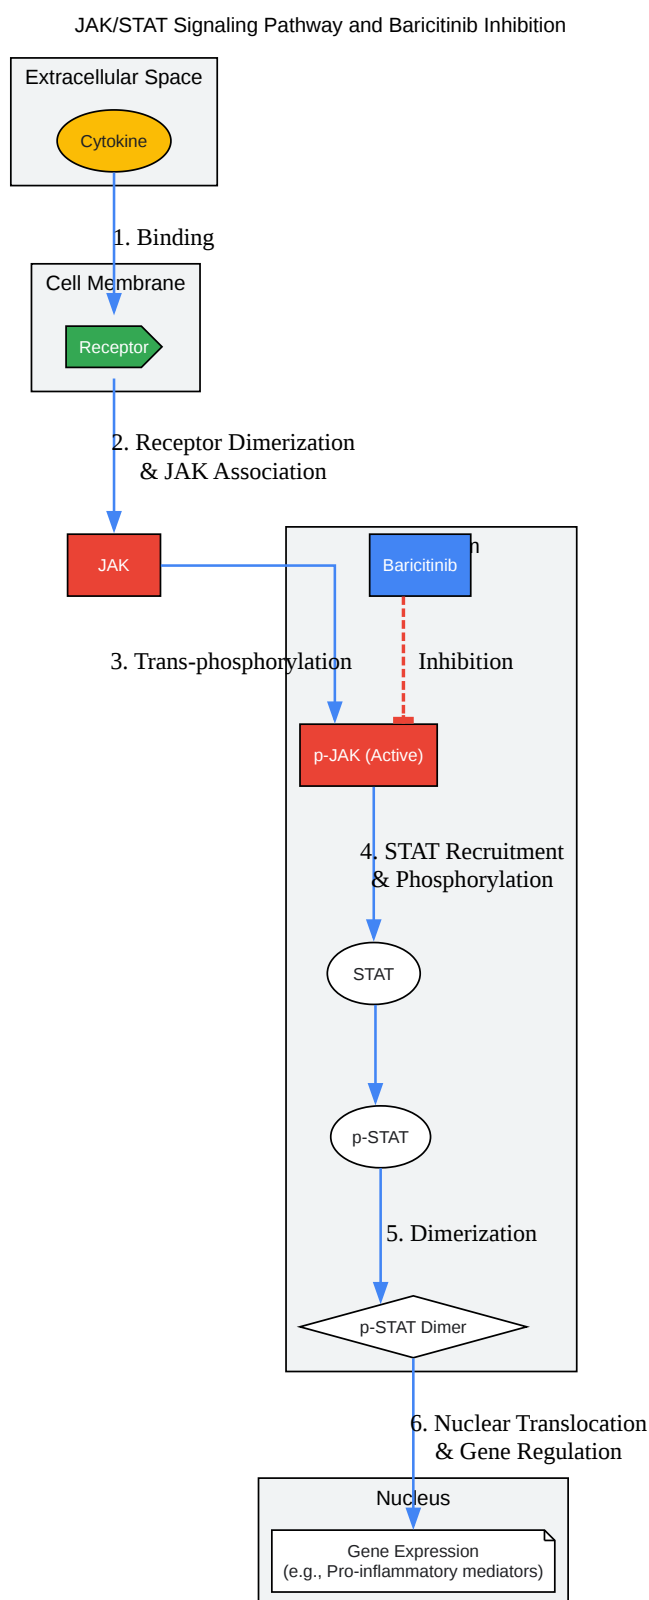 JAK/STAT Signaling Pathway and Baricitinib Inhibition
Extracellular Space
Cytokine
1. Binding
Cell Membrane
Receptor
2. Receptor Dimerization
& JAK Association
JAK
Baricitinib
3. Trans-phosphorylation
Inhibition
p-JAK (Active)
4. STAT Recruitment
& Phosphorylation
STAT
p-STAT
5. Dimerization
p-STAT Dimer
6. Nuclear Translocation
& Gene Regulation
Nucleus
Gene Expression
(e.g., Pro-inflammatory mediators)